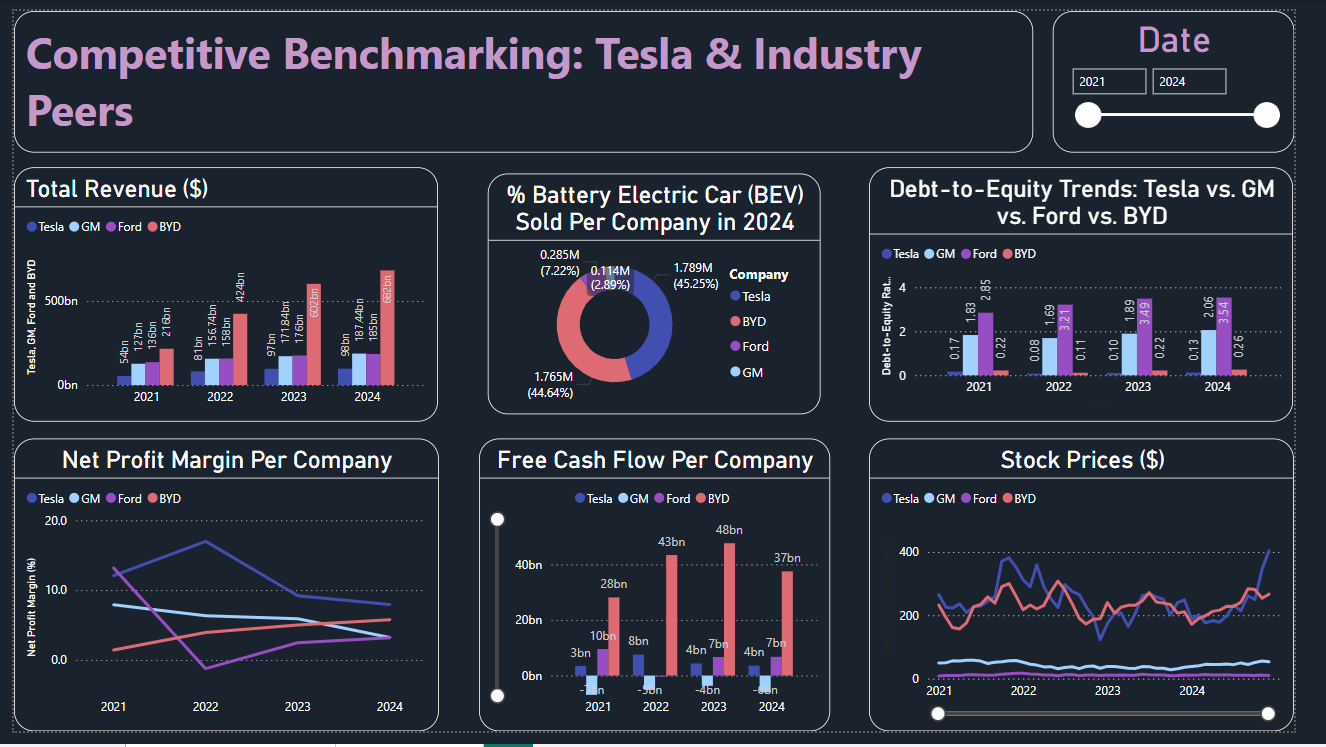 Competitive Benchmarking: Tesla & Industry
Peers
Date
2021 2024
Total Revenue ($)
Tesla GM Ford BYD
Tesla, GM, Ford and BYD
500bn
0bn
54bn 127bn 136bn 216bn
81bn 156.74bn 158bn 424bn
97bn 171.84bn 176bn 602bn
98bn 187.44bn 185bn 682bn
2021 2022 2023 2024
% Battery Electric Car (BEV)
Sold Per Company in 2024
0.285M
(7.22%)
0.114M
(2.89%)
1.789M
(45.25%)
1.765M
(44.64%)
Company
Tesla
BYD
Ford
GM
Debt-to-Equity Trends: Tesla vs. GM
vs. Ford vs. BYD
Tesla GM Ford BYD
Debt-to-Equity Rat...
4
2
0
0.17 1.83 2.85 0.22
0.08 1.69 3.21 0.11
0.10 1.89 3.49 0.22
0.13 2.06 3.54 0.26
2021 2022 2023 2024
Net Profit Margin Per Company
Tesla GM Ford BYD
Net Profit Margin (%)
20.0
10.0
0.0
2021 2022 2023 2024
Free Cash Flow Per Company
Tesla GM Ford BYD
40bn
20bn
0bn
3bn 10bn 28bn
8bn 43bn
4bn -4bn 7bn 48bn
4bn 7bn 37bn
2021 2022 2023 2024
Stock Prices ($)
Tesla GM Ford BYD
400
200
0
2021 2022 2023 2024